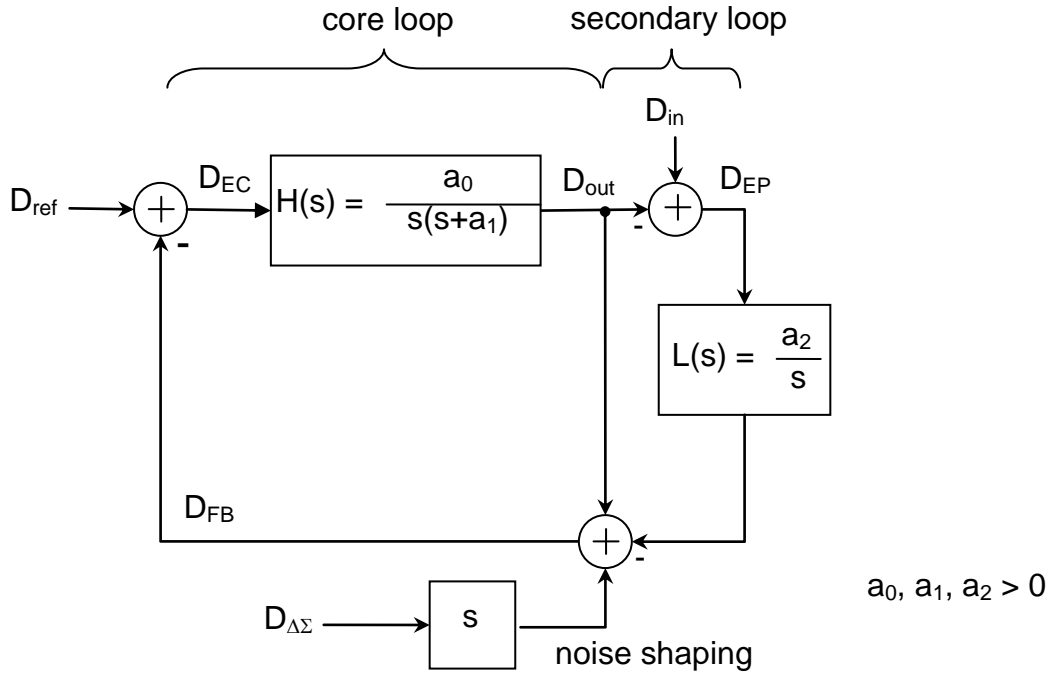 core loop
secondary loop
D_in
D_ref
D_EC
H(s) = a_0 / s(s+a_1)
D_out
D_EP
+
-
-
+
L(s) = a_2 / s
D_FB
+
-
a_0, a_1, a_2 > 0
D_ΔΣ
s
noise shaping